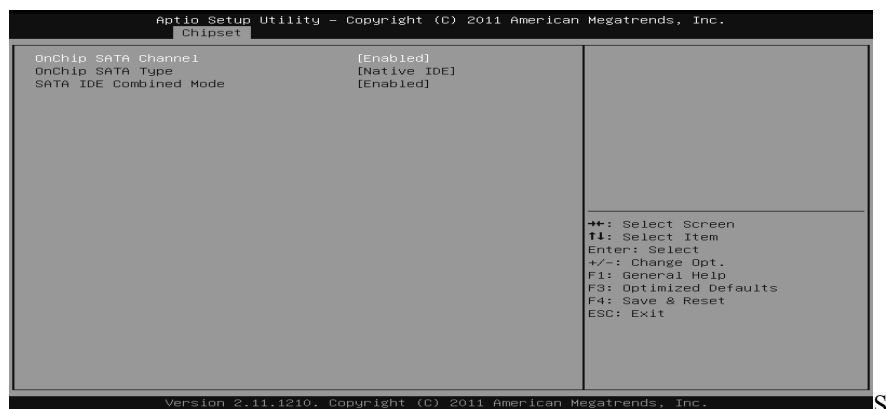 Aptio Setup Utility – Copyright (C) 2011 American Megatrends, Inc.
Chipset
OnChip SATA Channel [Enabled]
OnChip SATA Type [Native IDE]
SATA IDE Combined Mode [Enabled]
→←: Select Screen
↑↓: Select Item
Enter: Select
+/-: Change Opt.
F1: General Help
F3: Optimized Defaults
F4: Save & Reset
ESC: Exit
Version 2.11.1210. Copyright (C) 2011 American Megatrends, Inc.
S